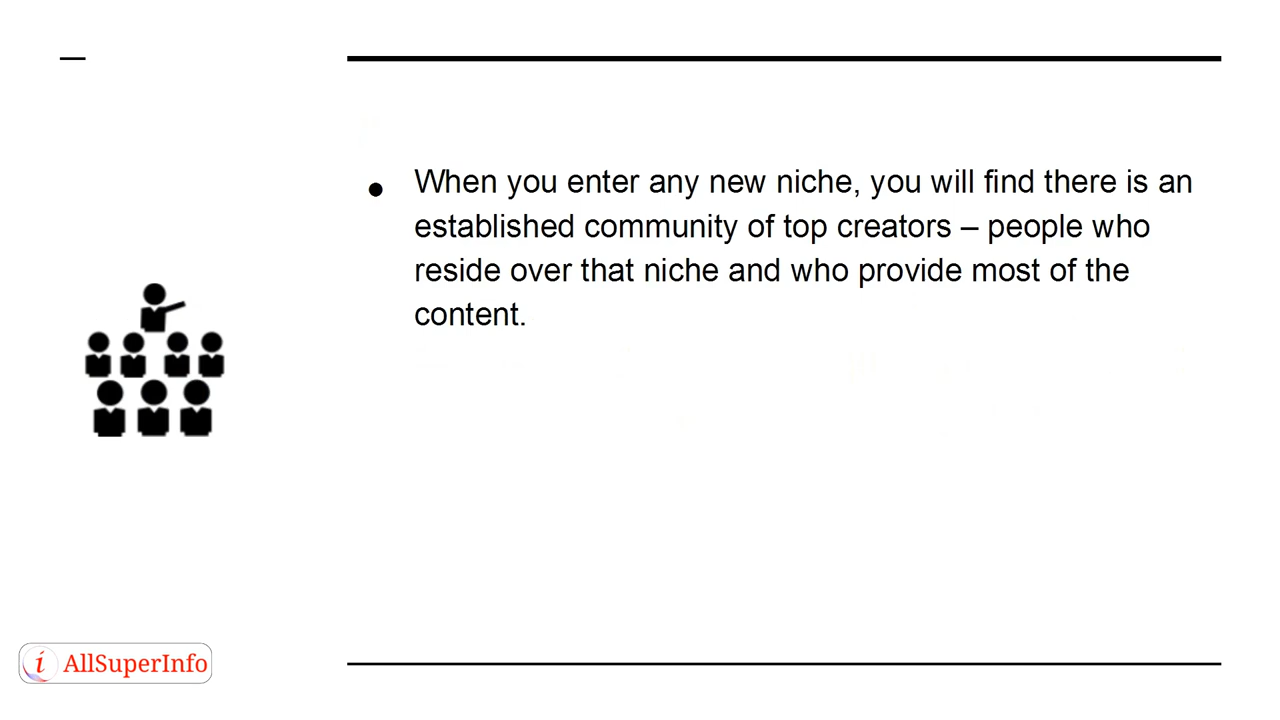 • When you enter any new niche, you will find there is an
established community of top creators – people who
reside over that niche and who provide most of the
content.
i AllSuperInfo